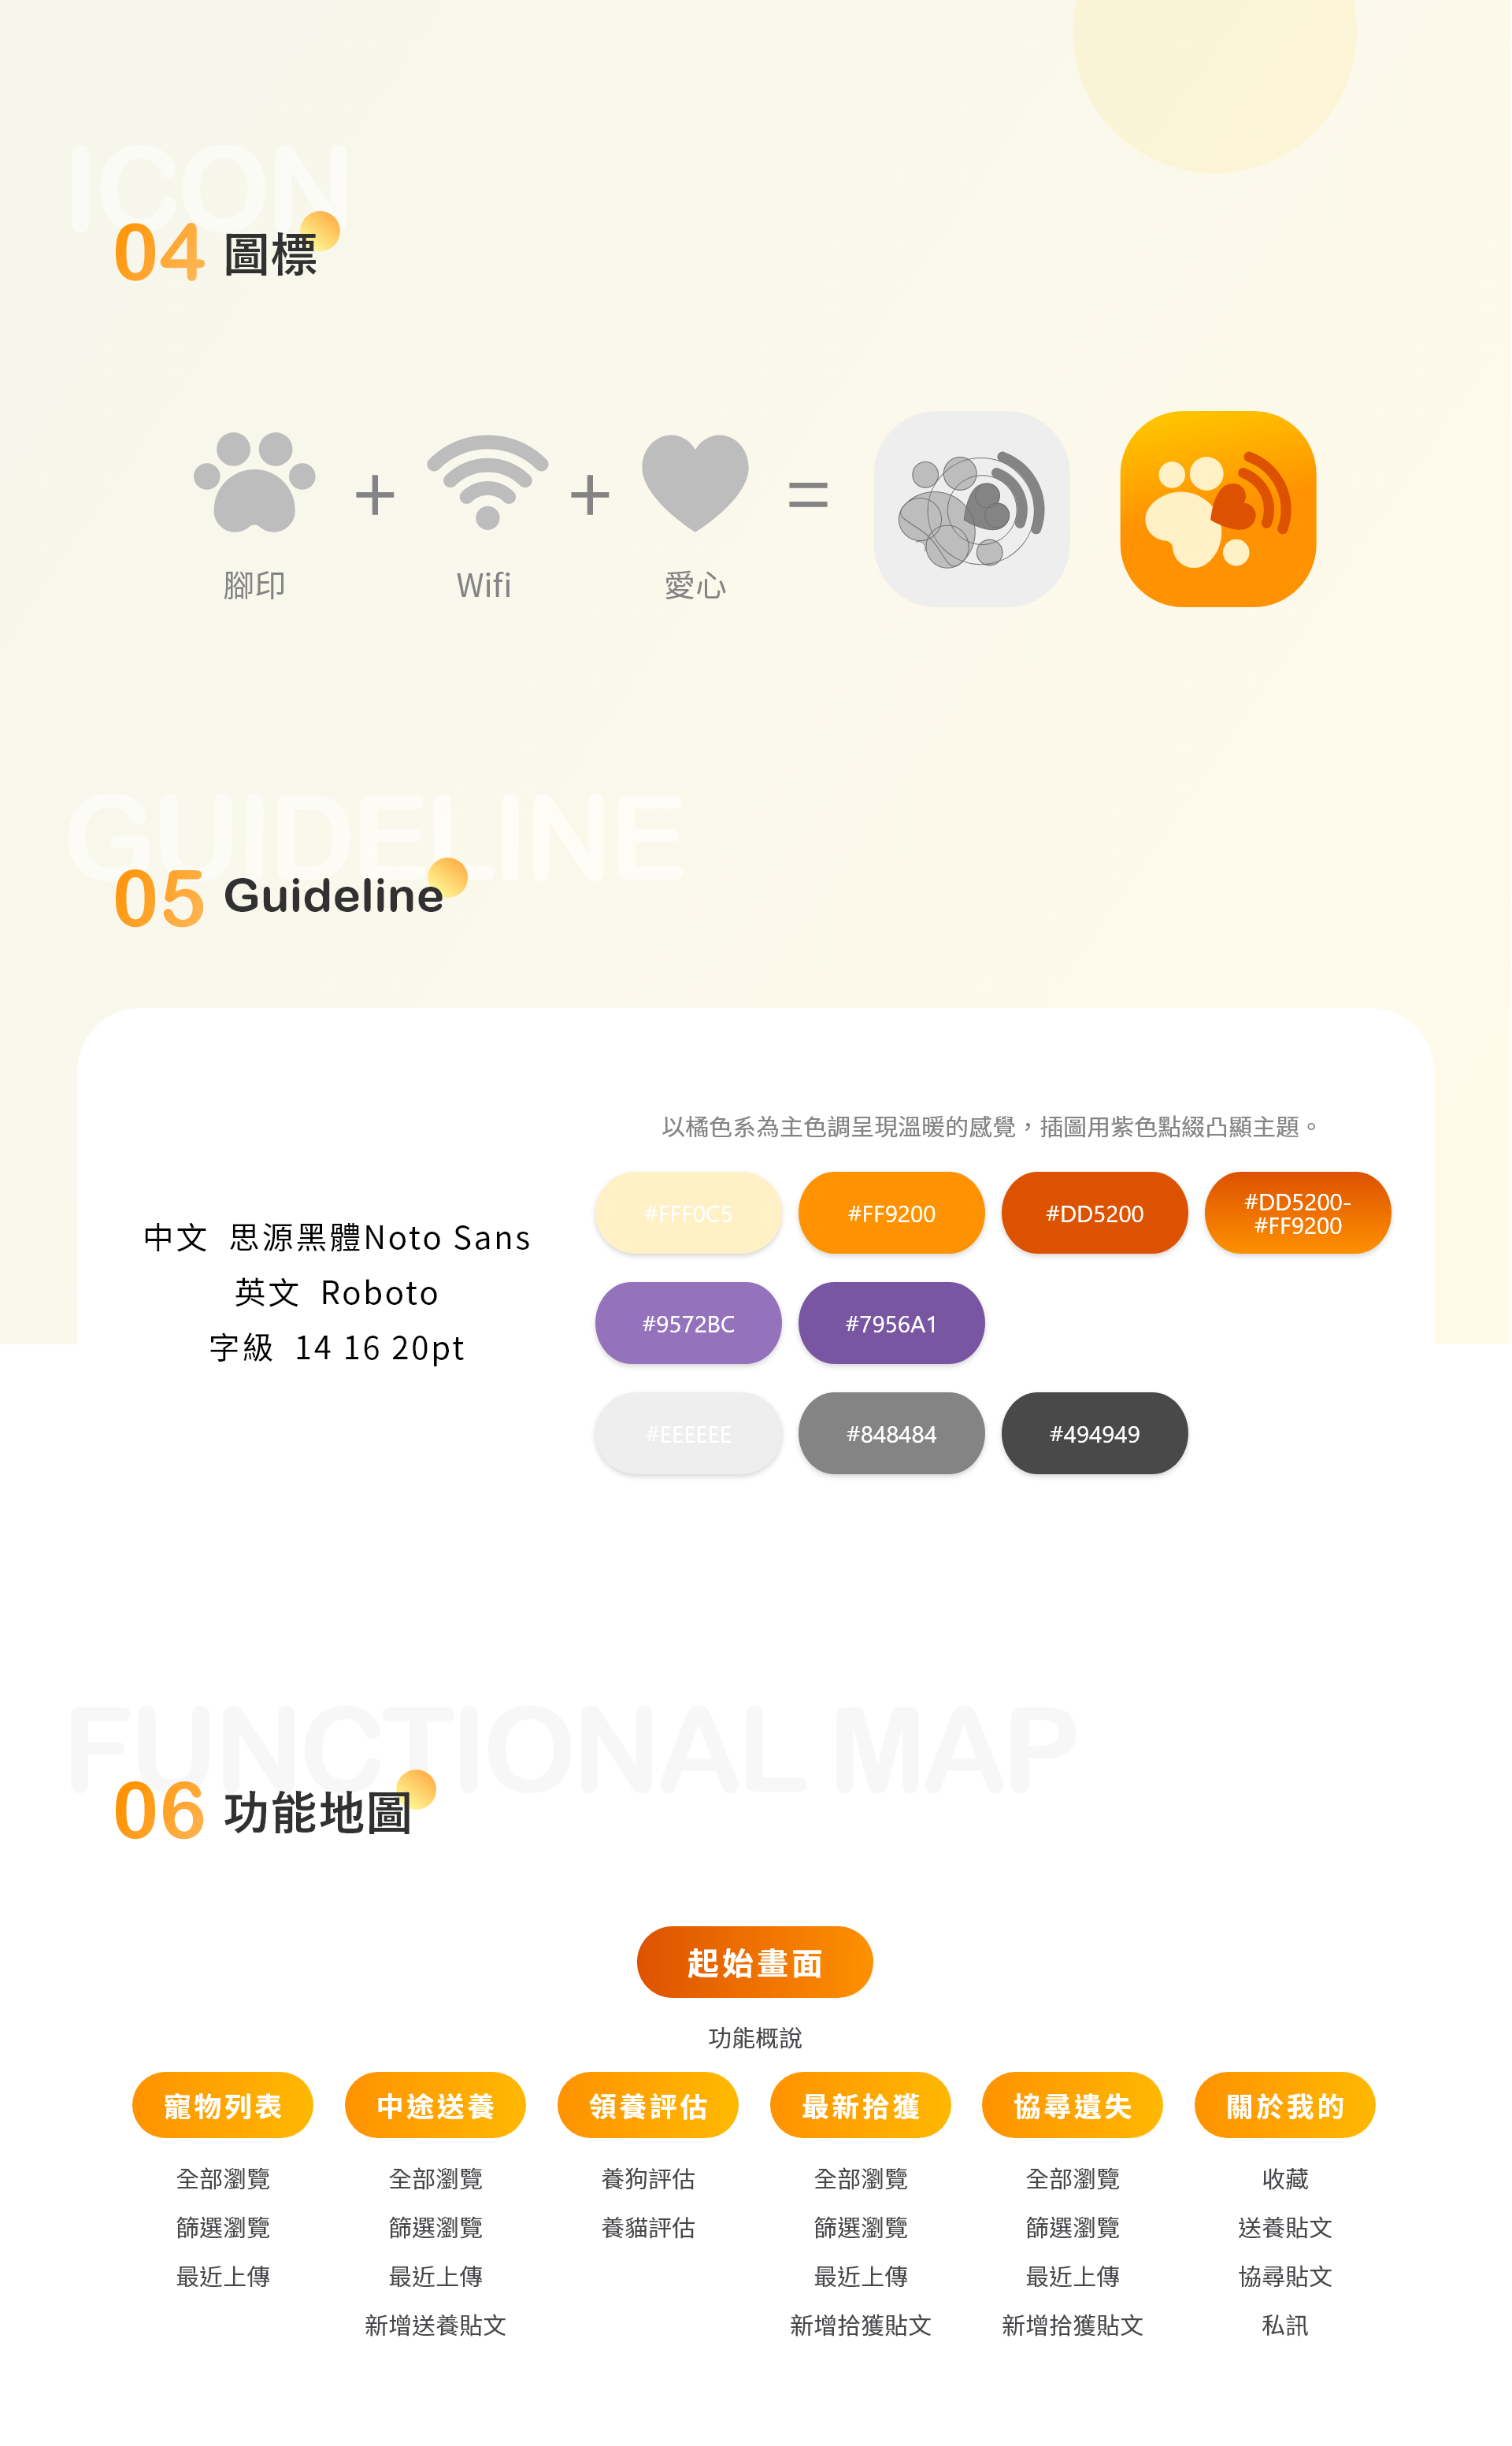 ICON
04 圖標
+ + =
腳印 Wifi 愛心
GUIDELINE
05 Guideline
以橘色系為主色調呈現溫暖的感覺，插圖用紫色點綴凸顯主題。
中文 思源黑體Noto Sans
英文 Roboto
字級 14 16 20pt
#FFF0C5 #FF9200 #DD5200 #DD5200-
#FF9200
#9572BC #7956A1
#EEEEEE #848484 #494949
FUNCTIONAL MAP
06 功能地圖
起始畫面
功能概說
寵物列表 中途送養 領養評估 最新拾獲 協尋遺失 關於我的
全部瀏覽 全部瀏覽 養狗評估 全部瀏覽 全部瀏覽 收藏
篩選瀏覽 篩選瀏覽 養貓評估 篩選瀏覽 篩選瀏覽 送養貼文
最近上傳 最近上傳 最近上傳 最近上傳 協尋貼文
新增送養貼文 新增拾獲貼文 新增拾獲貼文 私訊